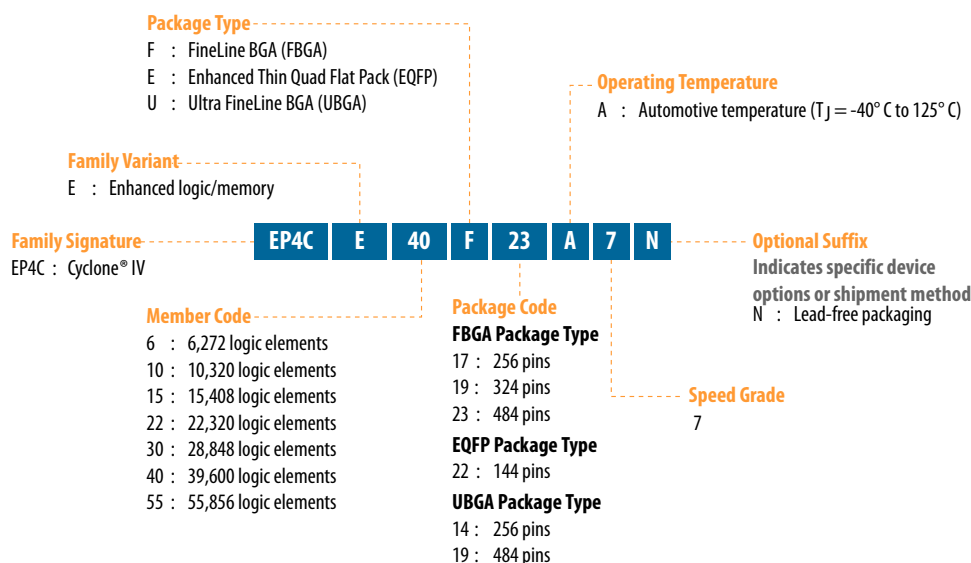 Package Type
F : FineLine BGA (FBGA)
E : Enhanced Thin Quad Flat Pack (EQFP)
U : Ultra FineLine BGA (UBGA)
Operating Temperature
A : Automotive temperature (TJ = -40° C to 125° C)
Family Variant
E : Enhanced logic/memory
Family Signature
EP4C : Cyclone® IV
EP4C E 40 F 23 A 7 N
Optional Suffix
Indicates specific device
options or shipment method
N : Lead-free packaging
Member Code
6 : 6,272 logic elements
10 : 10,320 logic elements
15 : 15,408 logic elements
22 : 22,320 logic elements
30 : 28,848 logic elements
40 : 39,600 logic elements
55 : 55,856 logic elements
Package Code
FBGA Package Type
17 : 256 pins
19 : 324 pins
23 : 484 pins
EQFP Package Type
22 : 144 pins
UBGA Package Type
14 : 256 pins
19 : 484 pins
Speed Grade
7